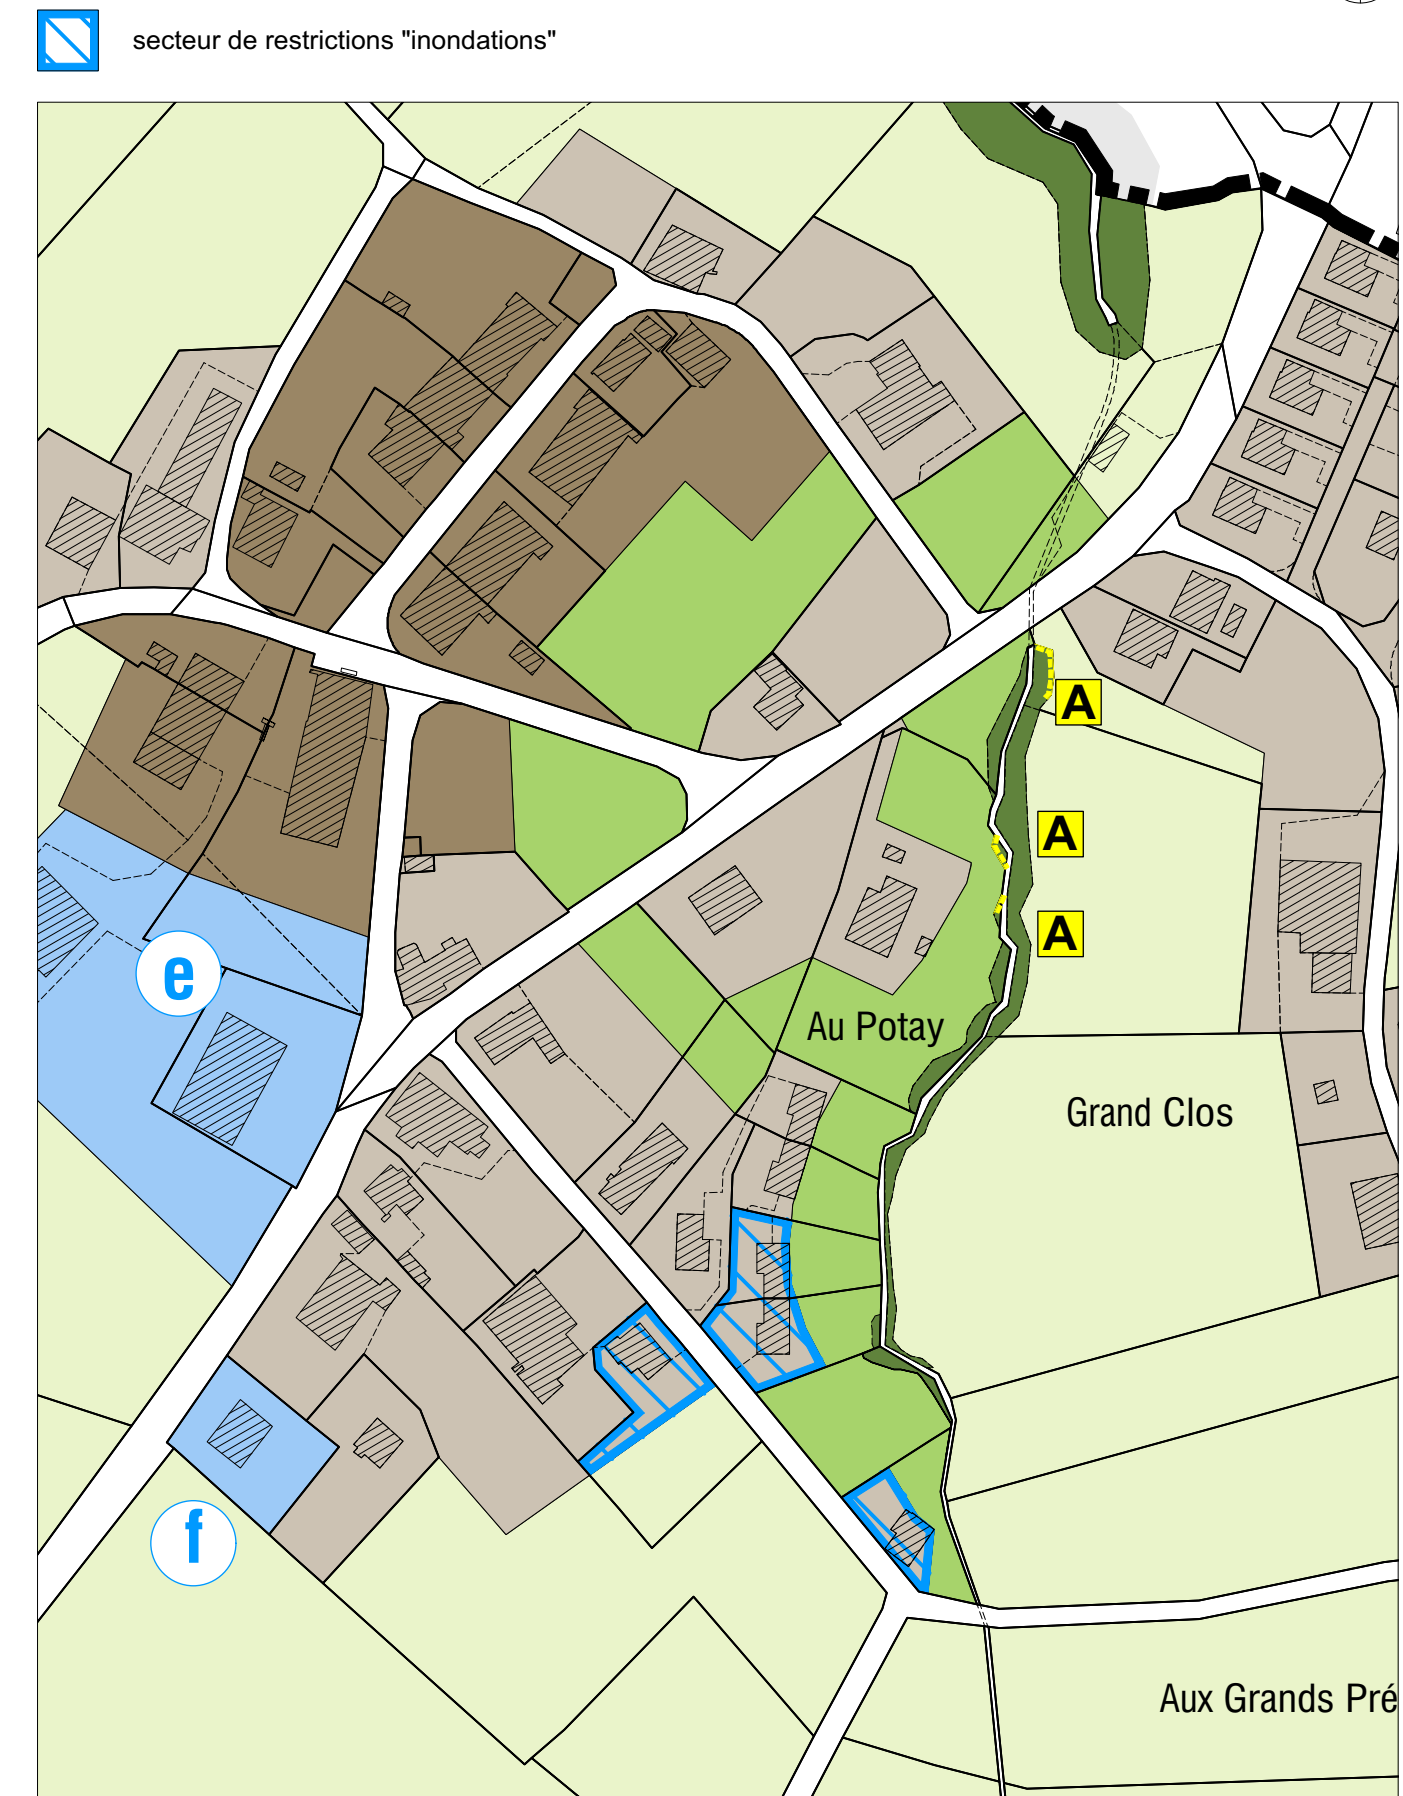 secteur de restrictions "inondations"
A
A
A
e
Au Potay
Grand Clos
f
Aux Grands Pré